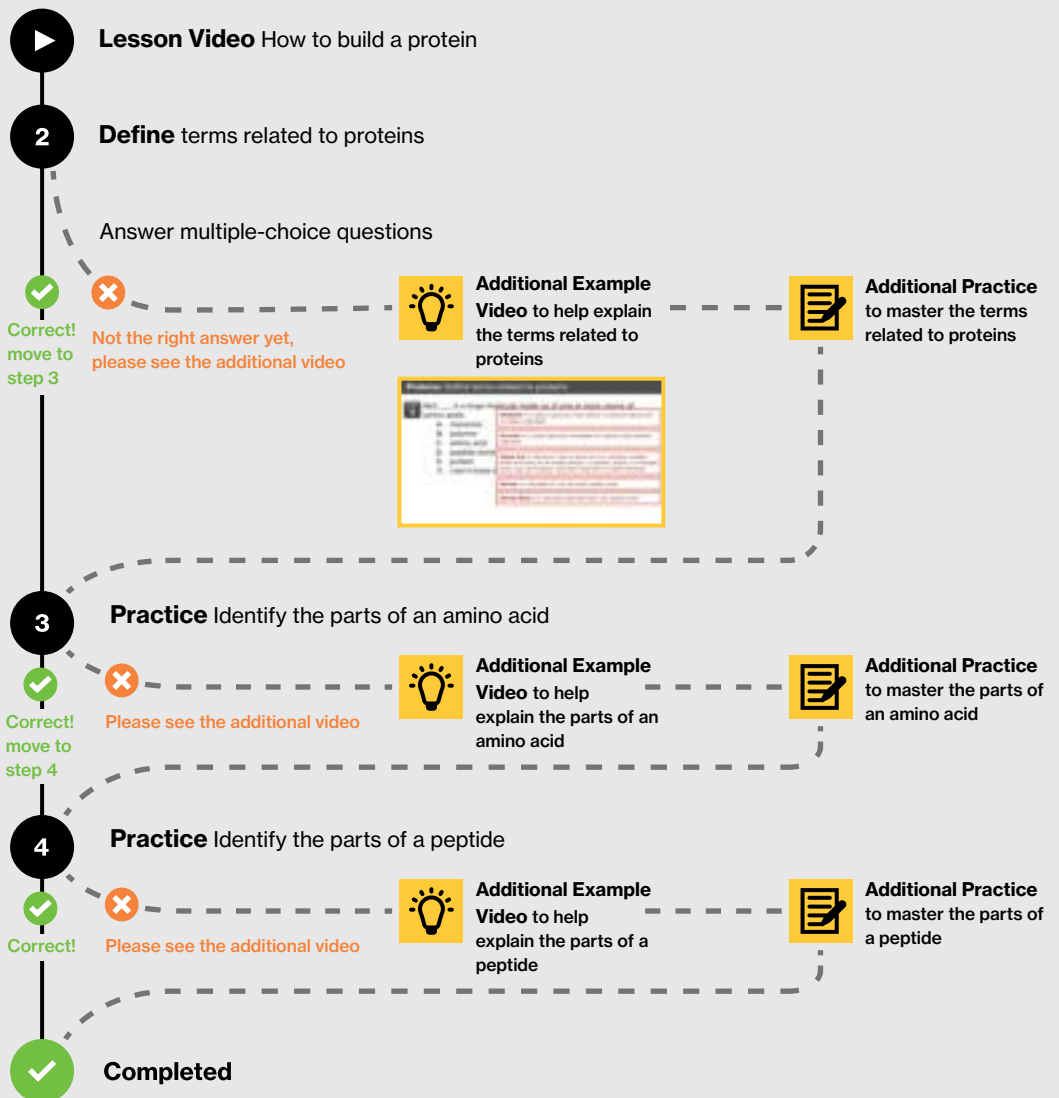 Lesson Video How to build a protein
2
Define terms related to proteins
Answer multiple-choice questions
Correct!
move to
step 3
Not the right answer yet,
please see the additional video
Additional Example
Video to help explain
the terms related to
proteins
Additional Practice
to master the terms
related to proteins
3
Practice Identify the parts of an amino acid
Correct!
move to
step 4
Please see the additional video
Additional Example
Video to help
explain the parts of an
amino acid
Additional Practice
to master the parts of
an amino acid
4
Practice Identify the parts of a peptide
Correct!
Please see the additional video
Additional Example
Video to help
explain the parts of a
peptide
Additional Practice
to master the parts of
a peptide
Completed